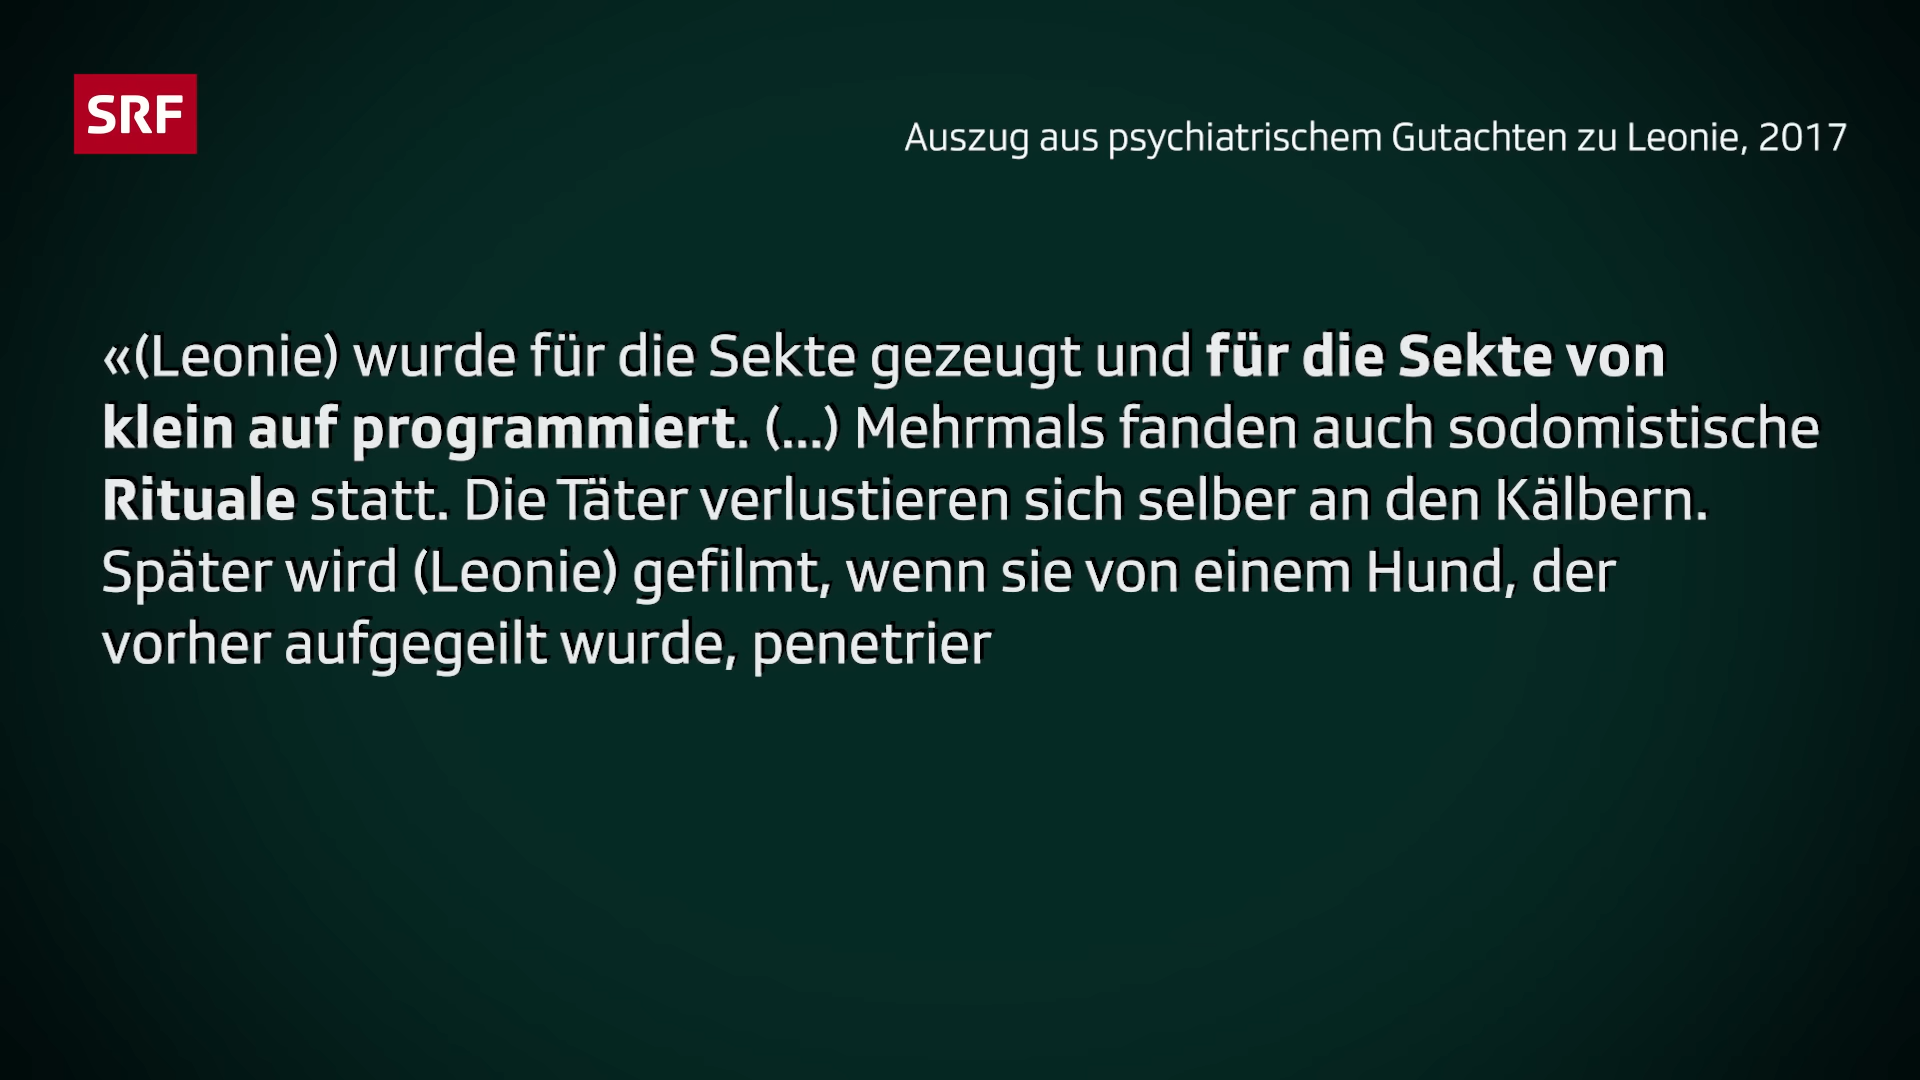 SRF
Auszug aus psychiatrischem Gutachten zu Leonie, 2017
«(Leonie) wurde für die Sekte gezeugt und für die Sekte von
klein auf programmiert. (...) Mehrmals fanden auch sodomistische
Rituale statt. Die Täter verlustieren sich selber an den Kälbern.
Später wird (Leonie) gefilmt, wenn sie von einem Hund, der
vorher aufgegeilt wurde, penetrier